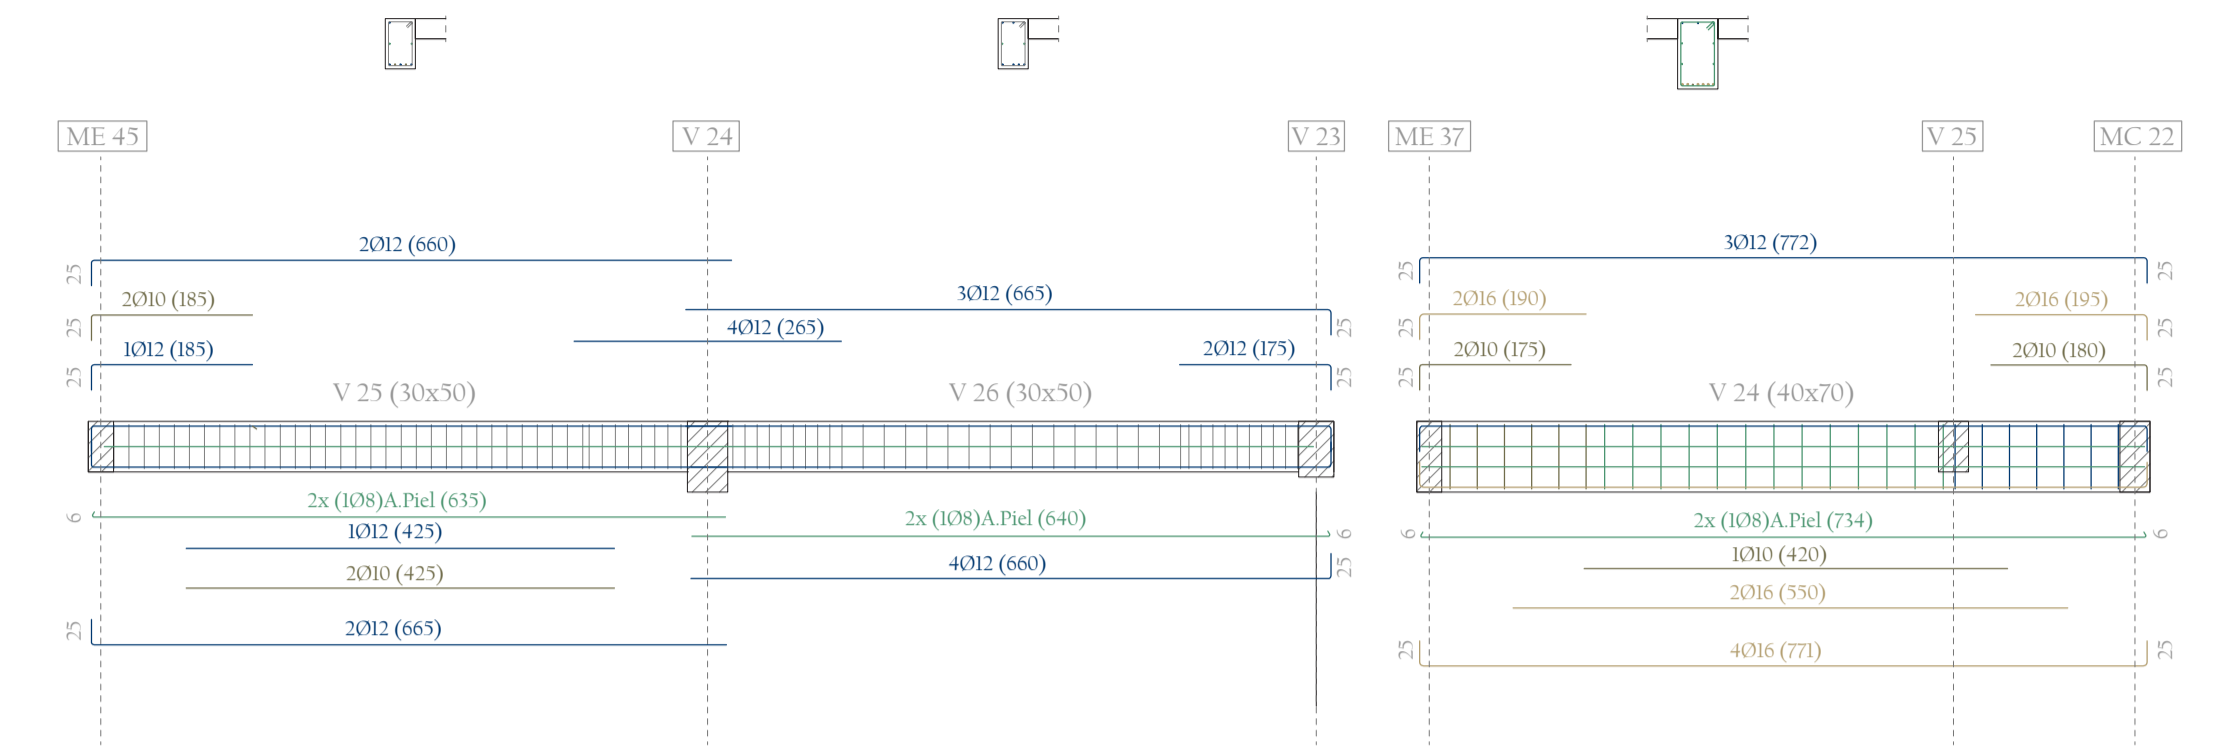 ME 45
V 24
V 23
ME 37
V 25
MC 22
2Ø12 (660)
25
2Ø10 (185)
25
1Ø12 (185)
25
3Ø12 (665)
25
4Ø12 (265)
2Ø12 (175)
25
V 25 (30x50)
V 26 (30x50)
2x (1Ø8)A.Piel (635)
6
1Ø12 (425)
2Ø10 (425)
2Ø12 (665)
25
2x (1Ø8)A.Piel (640)
6
4Ø12 (660)
25
3Ø12 (772)
25
25
2Ø16 (190)
25
2Ø16 (195)
25
2Ø10 (175)
25
2Ø10 (180)
25
V 24 (40x70)
2x (1Ø8)A.Piel (734)
6
6
1Ø10 (420)
2Ø16 (550)
4Ø16 (771)
25
25